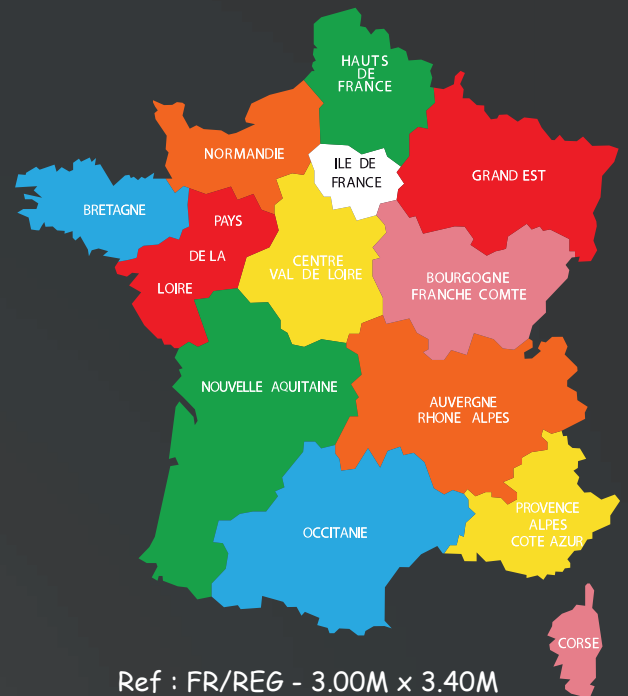 HAUTS
DE
FRANCE
NORMANDIE
ILE DE
FRANCE
GRAND EST
BRETAGNE
PAYS
DE LA
LOIRE
CENTRE
VAL DE LOIRE
BOURGOGNE
FRANCHE COMTE
NOUVELLE AQUITAINE
AUVERGNE
RHONE ALPES
OCCITANIE
PROVENCE
ALPES
COTE AZUR
CORSE
Ref : FR/REG - 3.00M x 3.40M